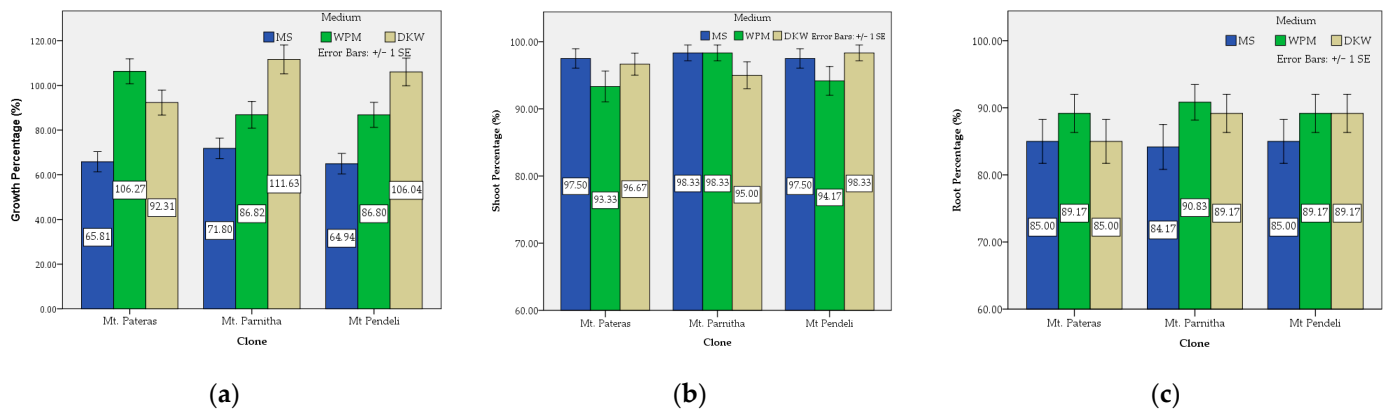 Medium
MS WPM DKW
Error Bars: +/− 1 SE
Growth Percentage (%)
120.00
100.00
80.00
60.00
40.00
20.00
0.00
65.81
106.27
92.31
71.80
86.82
111.63
64.94
86.80
106.04
Mt. Pateras
Mt. Parnitha
Mt Pendeli
Clone
(a)
Medium
MS WPM DKW Error Bars: +/− 1 SE
Shoot Percentage (%)
100.00
90.00
80.00
70.00
60.00
97.50
93.33
96.67
98.33
98.33
95.00
97.50
94.17
98.33
Mt. Pateras
Mt. Parnitha
Mt Pendeli
Clone
(b)
Medium
MS WPM DKW
Error Bars: +/− 1 SE
Root Percentage (%)
100.00
90.00
80.00
70.00
60.00
85.00
89.17
85.00
84.17
90.83
89.17
85.00
89.17
89.17
Mt. Pateras
Mt. Parnitha
Mt Pendeli
Clone
(c)